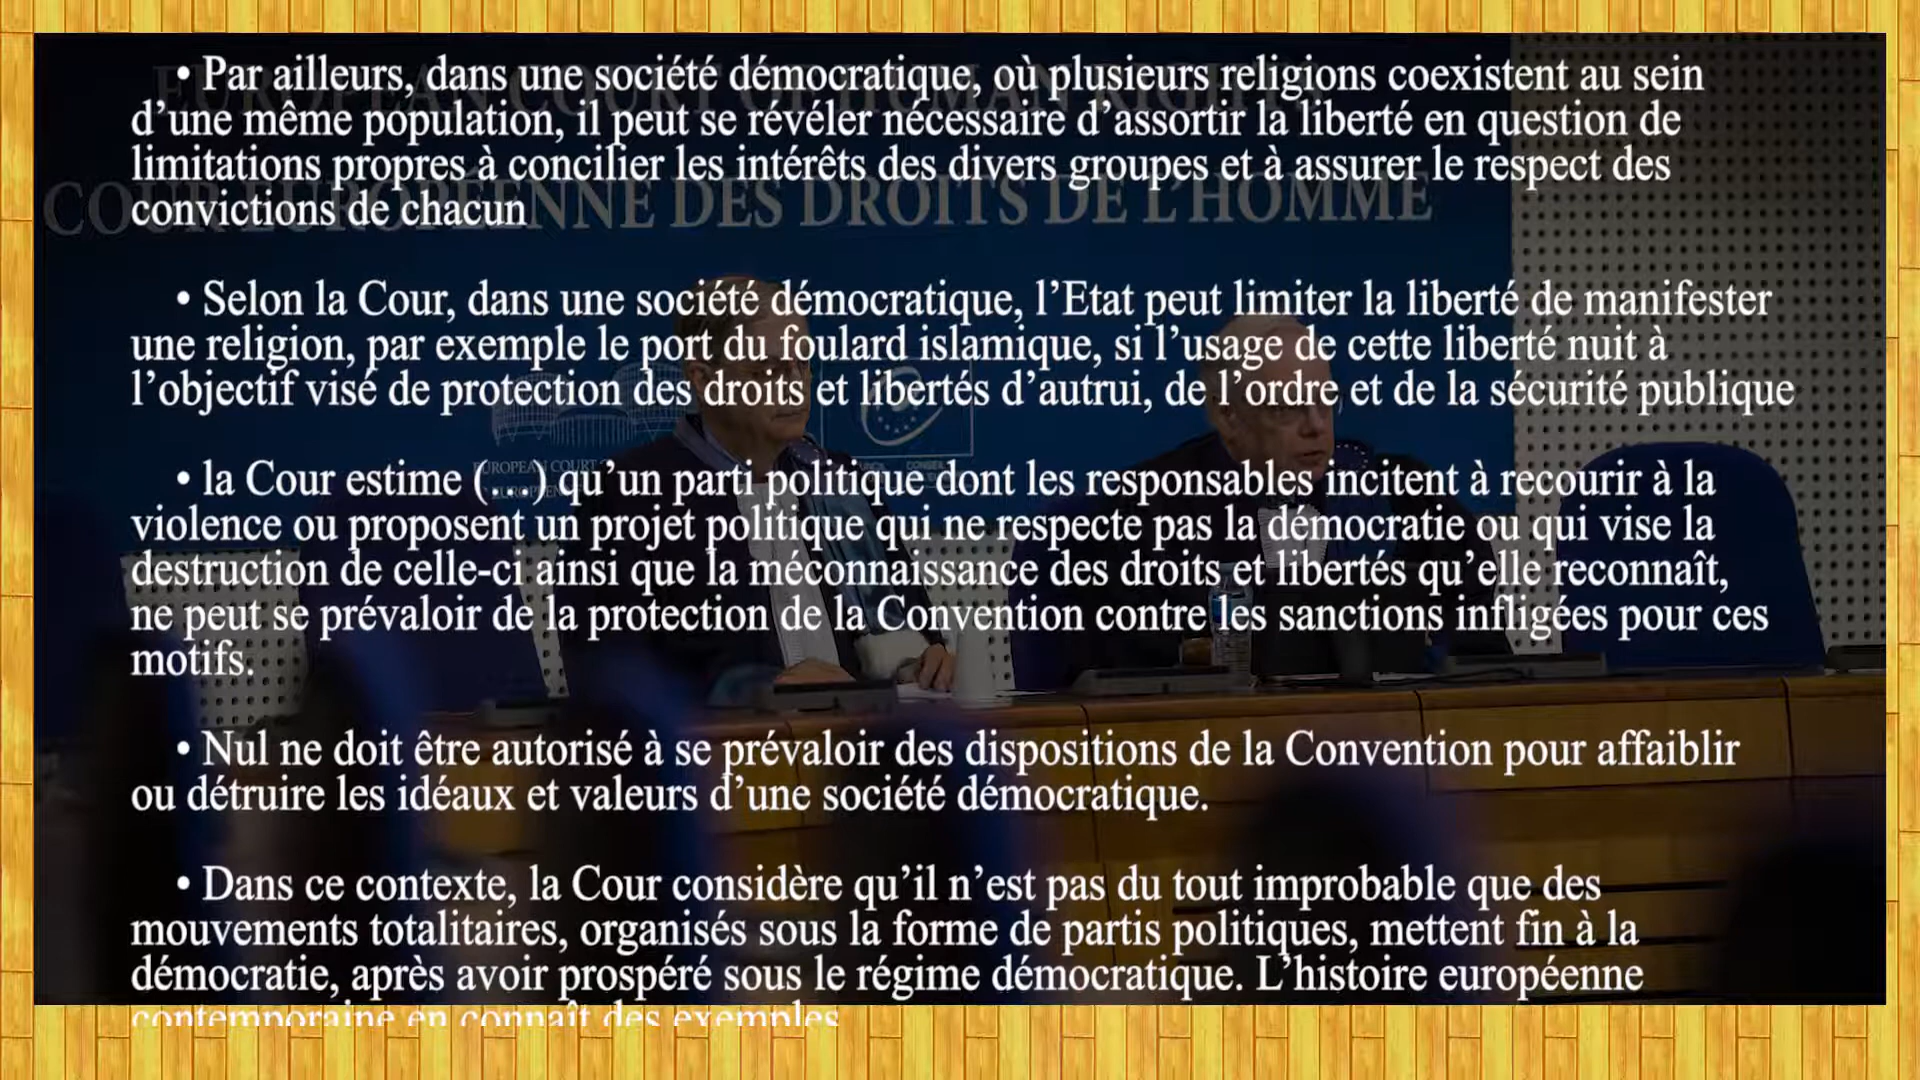 EUROPEAN COURT OF HUMAN RIGHTS
COUR EUROPÉENNE DES DROITS DE L'HOMME
• Par ailleurs, dans une société démocratique, où plusieurs religions coexistent au sein
d’une même population, il peut se révéler nécessaire d’assortir la liberté en question de
limitations propres à concilier les intérêts des divers groupes et à assurer le respect des
convictions de chacun
• Selon la Cour, dans une société démocratique, l’Etat peut limiter la liberté de manifester
une religion, par exemple le port du foulard islamique, si l’usage de cette liberté nuit à
l’objectif visé de protection des droits et libertés d’autrui, de l’ordre et de la sécurité publique
• la Cour estime (...) qu’un parti politique dont les responsables incitent à recourir à la
violence ou proposent un projet politique qui ne respecte pas la démocratie ou qui vise la
destruction de celle-ci ainsi que la méconnaissance des droits et libertés qu’elle reconnaît,
ne peut se prévaloir de la protection de la Convention contre les sanctions infligées pour ces
motifs.
• Nul ne doit être autorisé à se prévaloir des dispositions de la Convention pour affaiblir
ou détruire les idéaux et valeurs d’une société démocratique.
• Dans ce contexte, la Cour considère qu’il n’est pas du tout improbable que des
mouvements totalitaires, organisés sous la forme de partis politiques, mettent fin à la
démocratie, après avoir prospéré sous le régime démocratique. L’histoire européenne
contemporaine en connaît des exemples